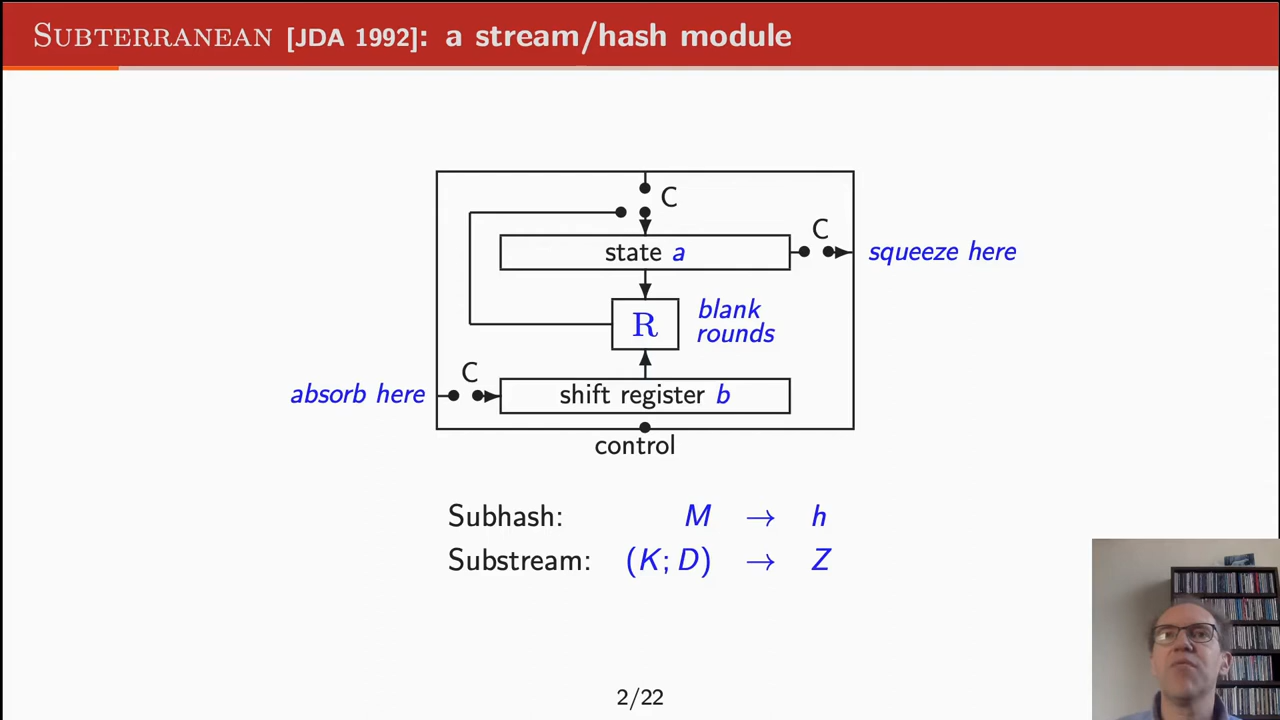 SUBTERRANEAN [JDA 1992]: a stream/hash module
C
state a
C
squeeze here
R
blank
rounds
C
absorb here
shift register b
control
Subhash: M → h
Substream: (K; D) → Z
2/22